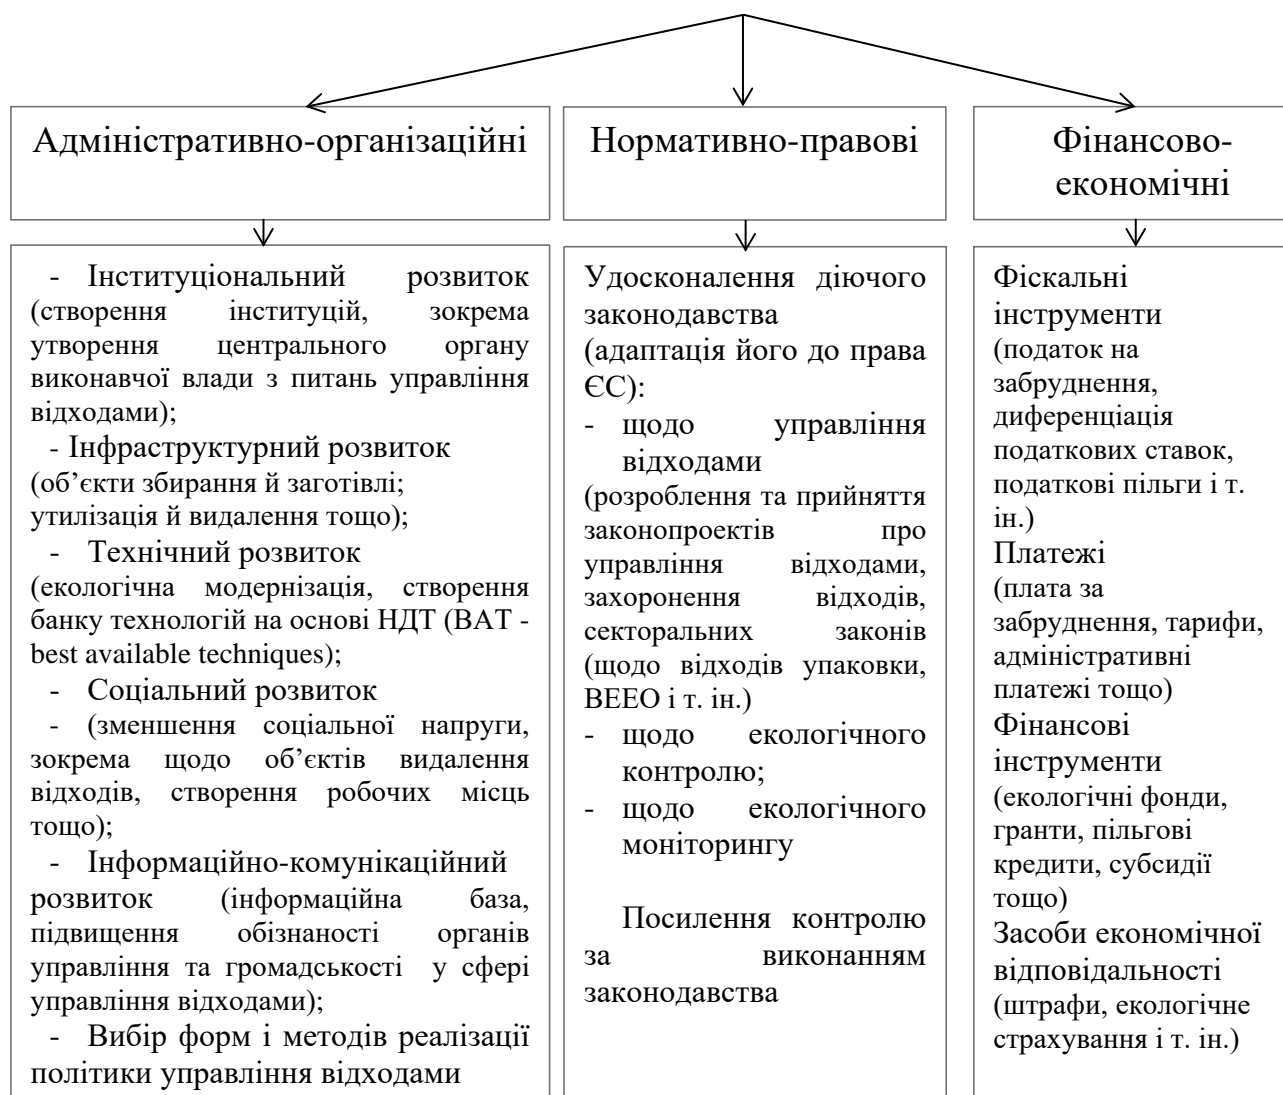 Адміністративно-організаційні
Нормативно-правові
Фінансово-
економічні
- Інституціональний розвиток
(створення інституцій, зокрема
утворення центрального органу
виконавчої влади з питань управління
відходами);
- Інфраструктурний розвиток
(об’єкти збирання й заготівлі;
утилізація й видалення тощо);
- Технічний розвиток
(екологічна модернізація, створення
банку технологій на основі НДТ (BAT -
best available techniques);
- Соціальний розвиток
- (зменшення соціальної напруги,
зокрема щодо об’єктів видалення
відходів, створення робочих місць
тощо);
- Інформаційно-комунікаційний
розвиток (інформаційна база,
підвищення обізнаності органів
управління та громадськості у сфері
управління відходами);
- Вибір форм і методів реалізації
політики управління відходами
Удосконалення діючого
законодавства
(адаптація його до права
ЄС):
- щодо управління
відходами
(розроблення та прийняття
законопроектів про
управління відходами,
захоронення відходів,
секторальних законів
(щодо відходів упаковки,
ВЕЕО і т. ін.)
- щодо екологічного
контролю;
- щодо екологічного
моніторингу
Посилення контролю
за виконанням
законодавства
Фіскальні
інструменти
(податок на
забруднення,
диференціація
податкових ставок,
податкові пільги і т.
ін.)
Платежі
(плата за
забруднення, тарифи,
адміністративні
платежі тощо)
Фінансові
інструменти
(екологічні фонди,
гранти, пільгові
кредити, субсидії
тощо)
Засоби економічної
відповідальності
(штрафи, екологічне
страхування і т. ін.)